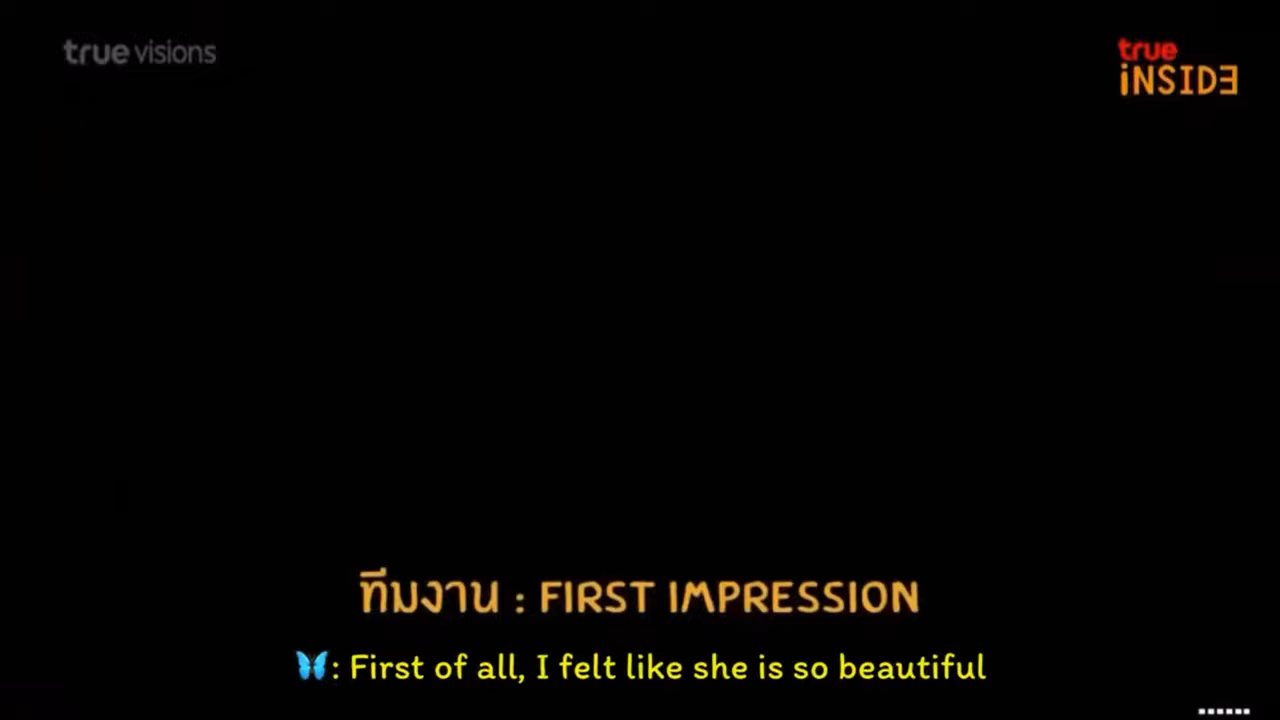 true visions
true
iNSIDE
ทีมงาน : FIRST IMPRESSION
🦋: First of all, I felt like she is so beautiful